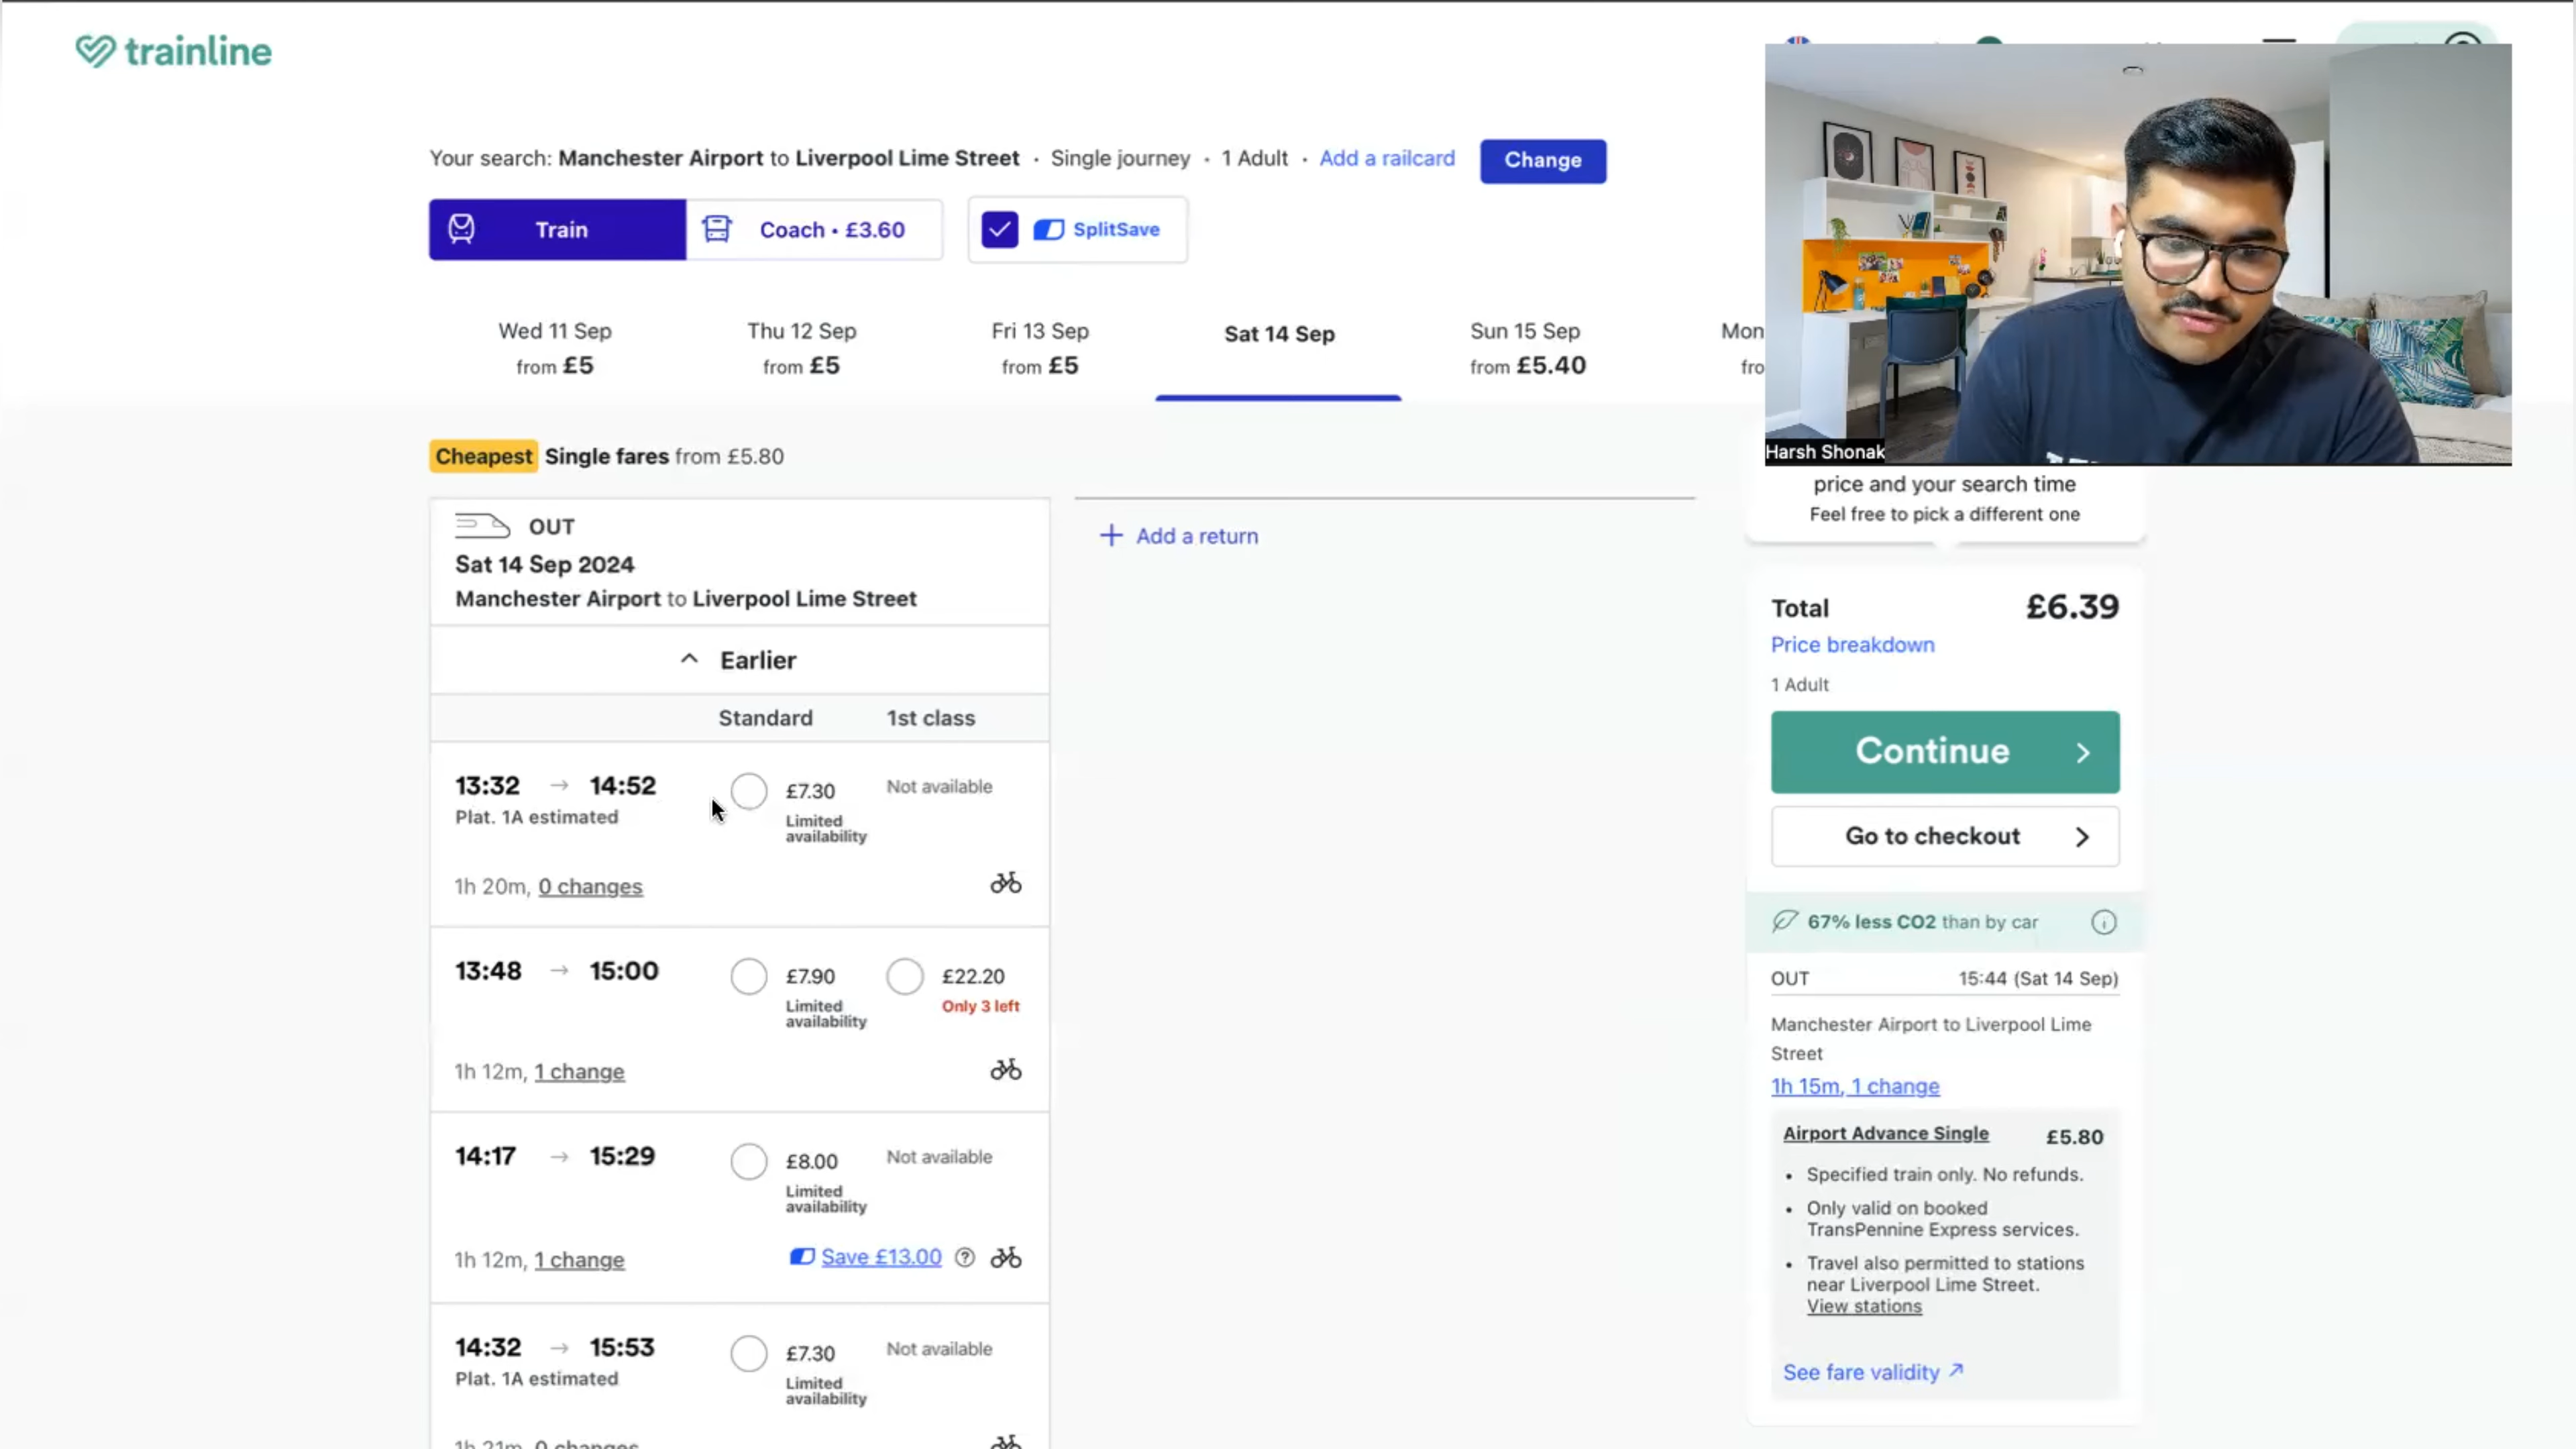 trainline
Your search: Manchester Airport to Liverpool Lime Street · Single journey · 1 Adult · Add a railcard
Change
Train
Coach • £3.60
SplitSave
Wed 11 Sep
from £5
Thu 12 Sep
from £5
Fri 13 Sep
from £5
Sat 14 Sep
Sun 15 Sep
from £5.40
Mon
fro
Harsh Shonak
Cheapest Single fares from £5.80
price and your search time
Feel free to pick a different one
OUT
Sat 14 Sep 2024
Manchester Airport to Liverpool Lime Street
Earlier
Standard 1st class
13:32 → 14:52
Plat. 1A estimated
£7.30
Limited
availability
Not available
1h 20m, 0 changes
13:48 → 15:00
£7.90
Limited
availability
£22.20
Only 3 left
1h 12m, 1 change
14:17 → 15:29
£8.00
Limited
availability
Not available
1h 12m, 1 change
Save £13.00
14:32 → 15:53
Plat. 1A estimated
£7.30
Limited
availability
Not available
1h 21m, 0 changes
+ Add a return
Total £6.39
Price breakdown
1 Adult
Continue
Go to checkout
67% less CO2 than by car
OUT 15:44 (Sat 14 Sep)
Manchester Airport to Liverpool Lime
Street
1h 15m, 1 change
Airport Advance Single £5.80
• Specified train only. No refunds.
• Only valid on booked
TransPennine Express services.
• Travel also permitted to stations
near Liverpool Lime Street.
View stations
See fare validity